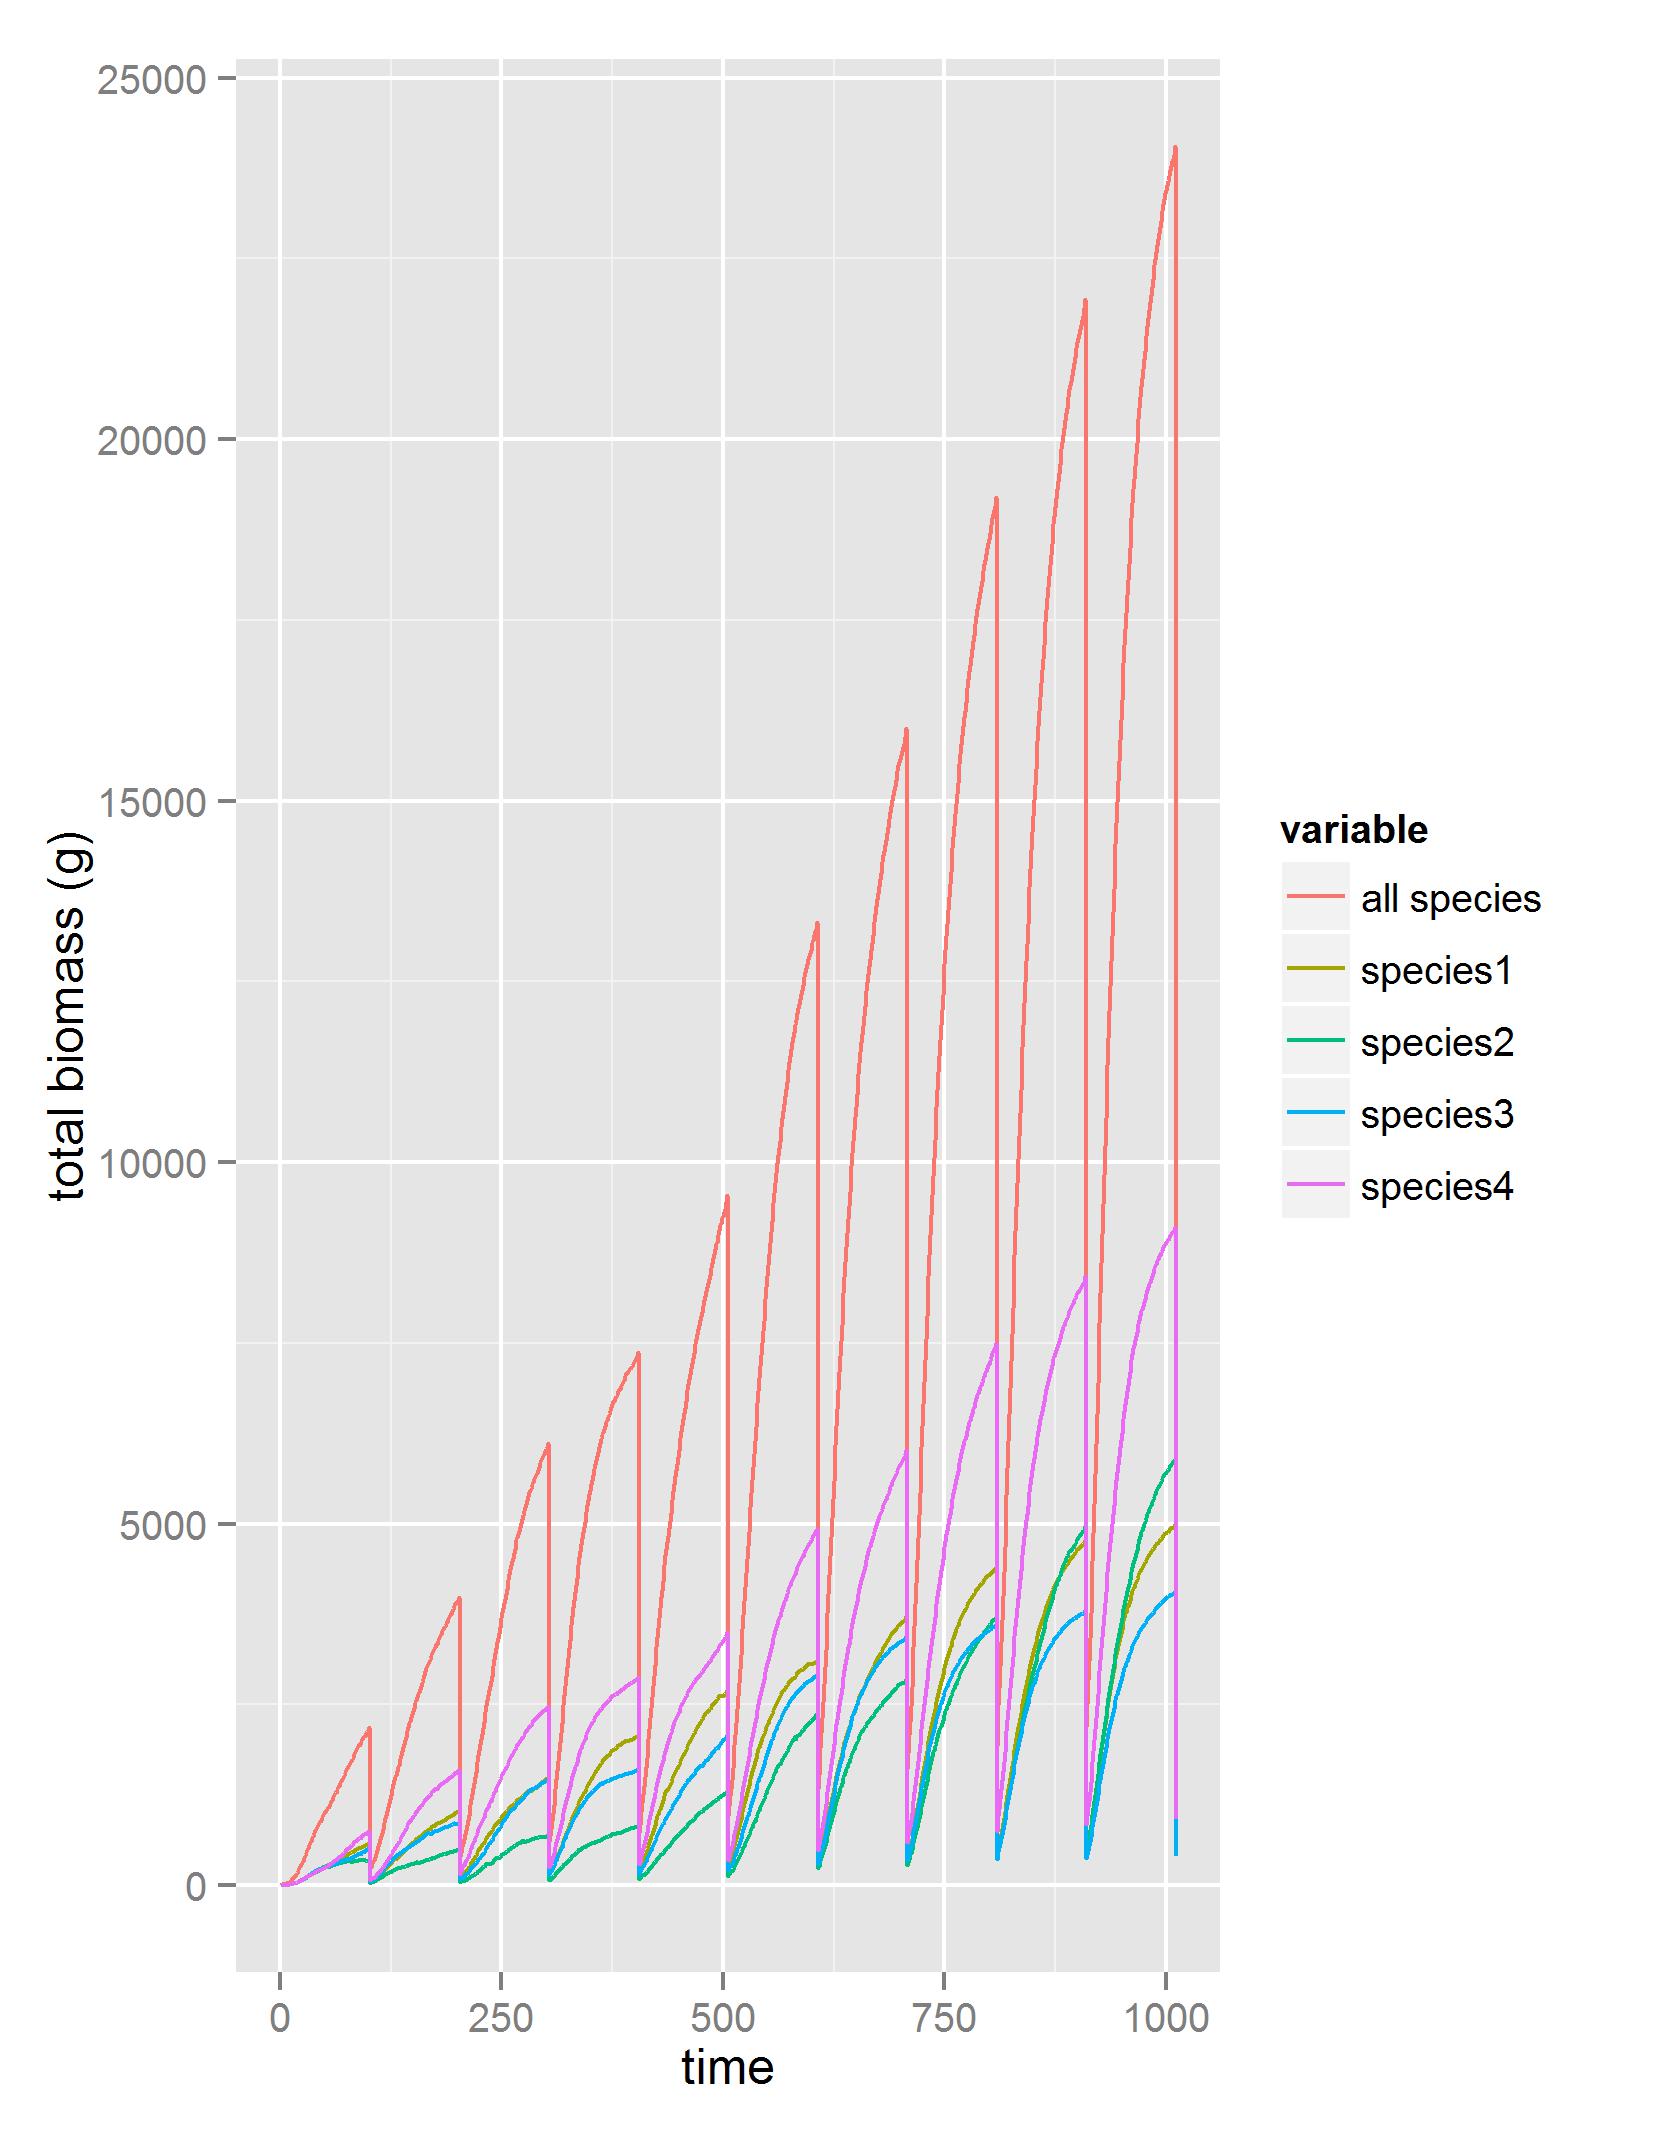 25000
20000
15000
10000
5000
0
total biomass (g)
0 250 500 750 1000
time
variable
all species
species1
species2
species3
species4